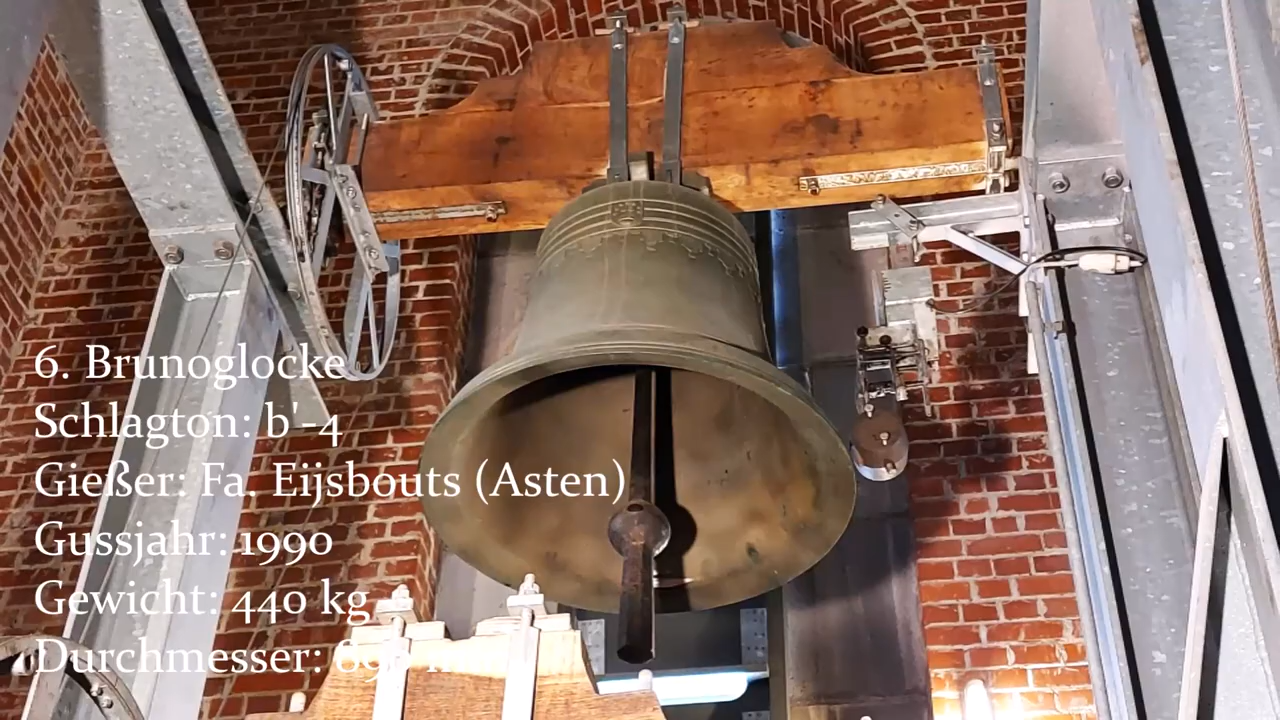 6. Brunoglocke
Schlagton: b'-4
Gießer: Fa. Eijsbouts (Asten)
Gussjahr: 1990
Gewicht: 440 kg
Durchmesser: